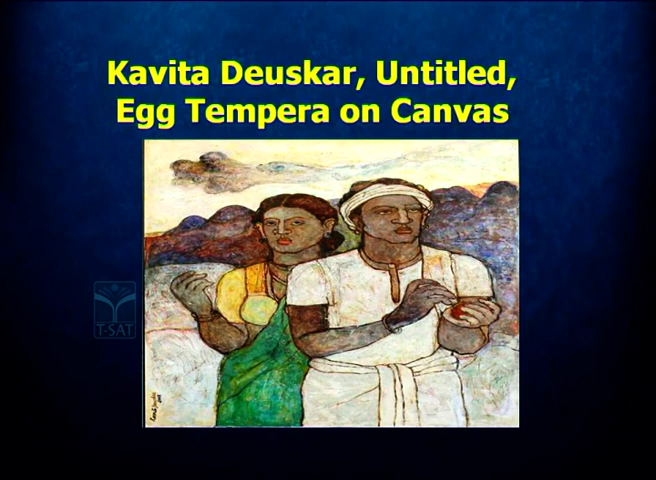 Kavita Deuskar, Untitled,
Egg Tempera on Canvas
T-SAT